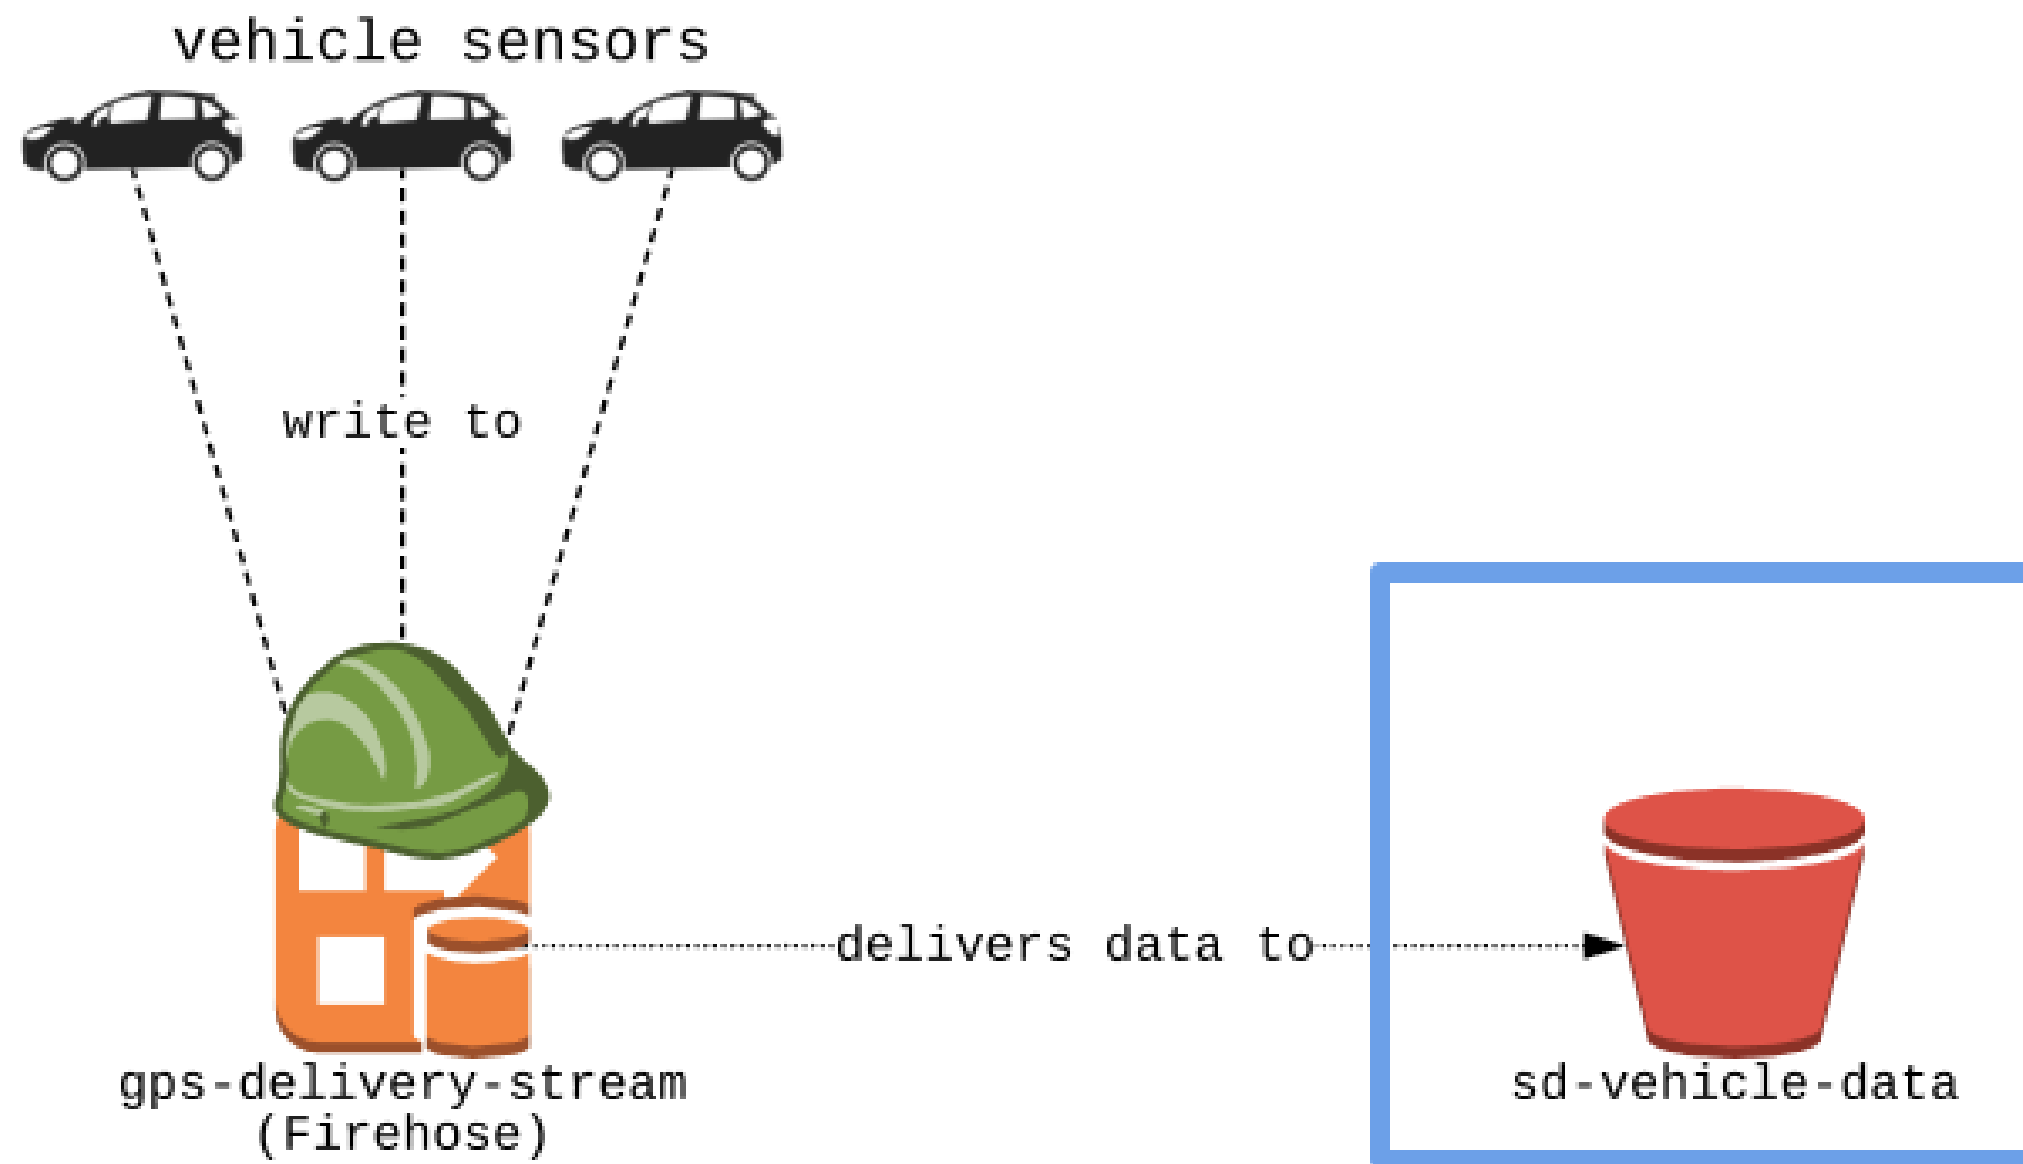 vehicle sensors
write to
delivers data to
gps-delivery-stream
(Firehose)
sd-vehicle-data